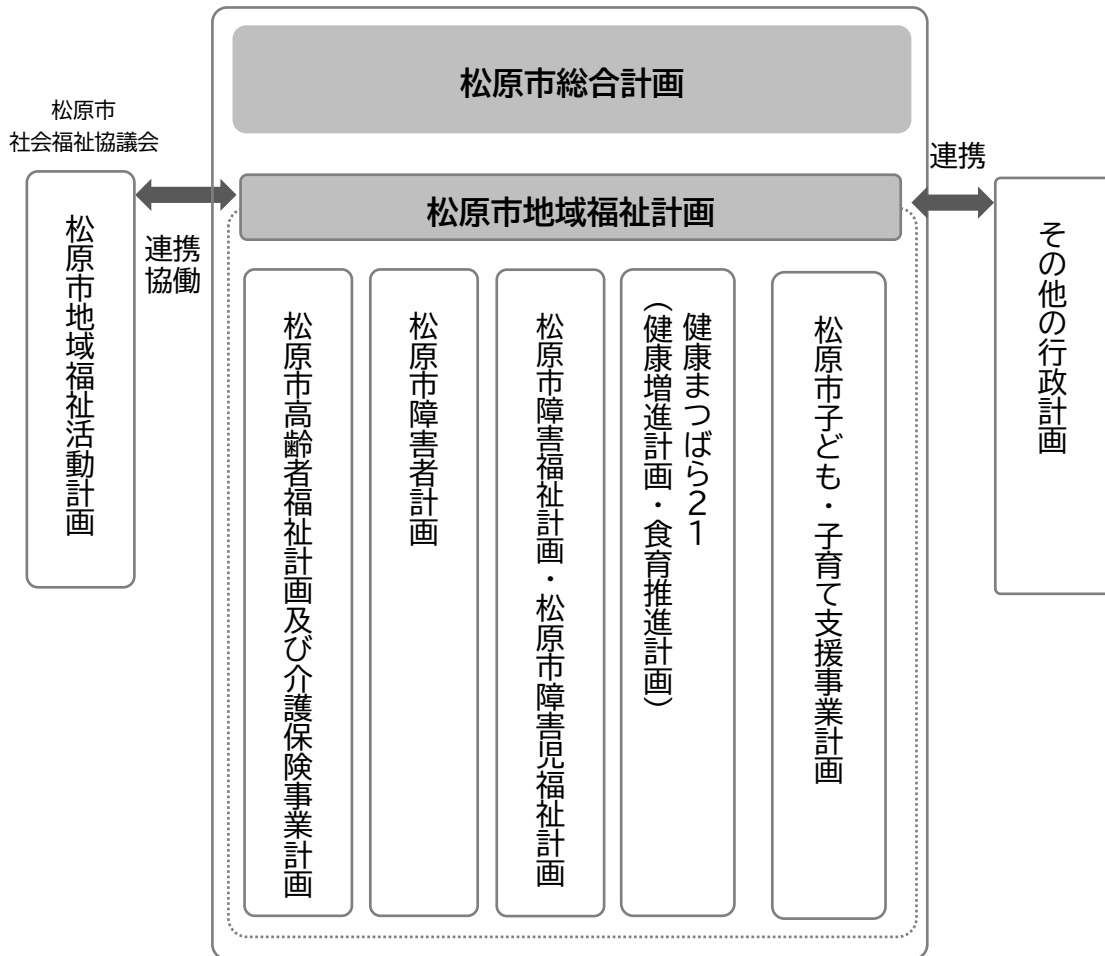 松原市総合計画
松原市
社会福祉協議会
連携
松原市地域福祉計画
連携
協働
松原市地域福祉活動計画
松原市高齢者福祉計画及び介護保険事業計画
松原市障害者計画
松原市障害福祉計画・松原市障害児福祉計画
健康まつばら21
(健康増進計画・食育推進計画)
松原市子ども・子育て支援事業計画
その他の行政計画